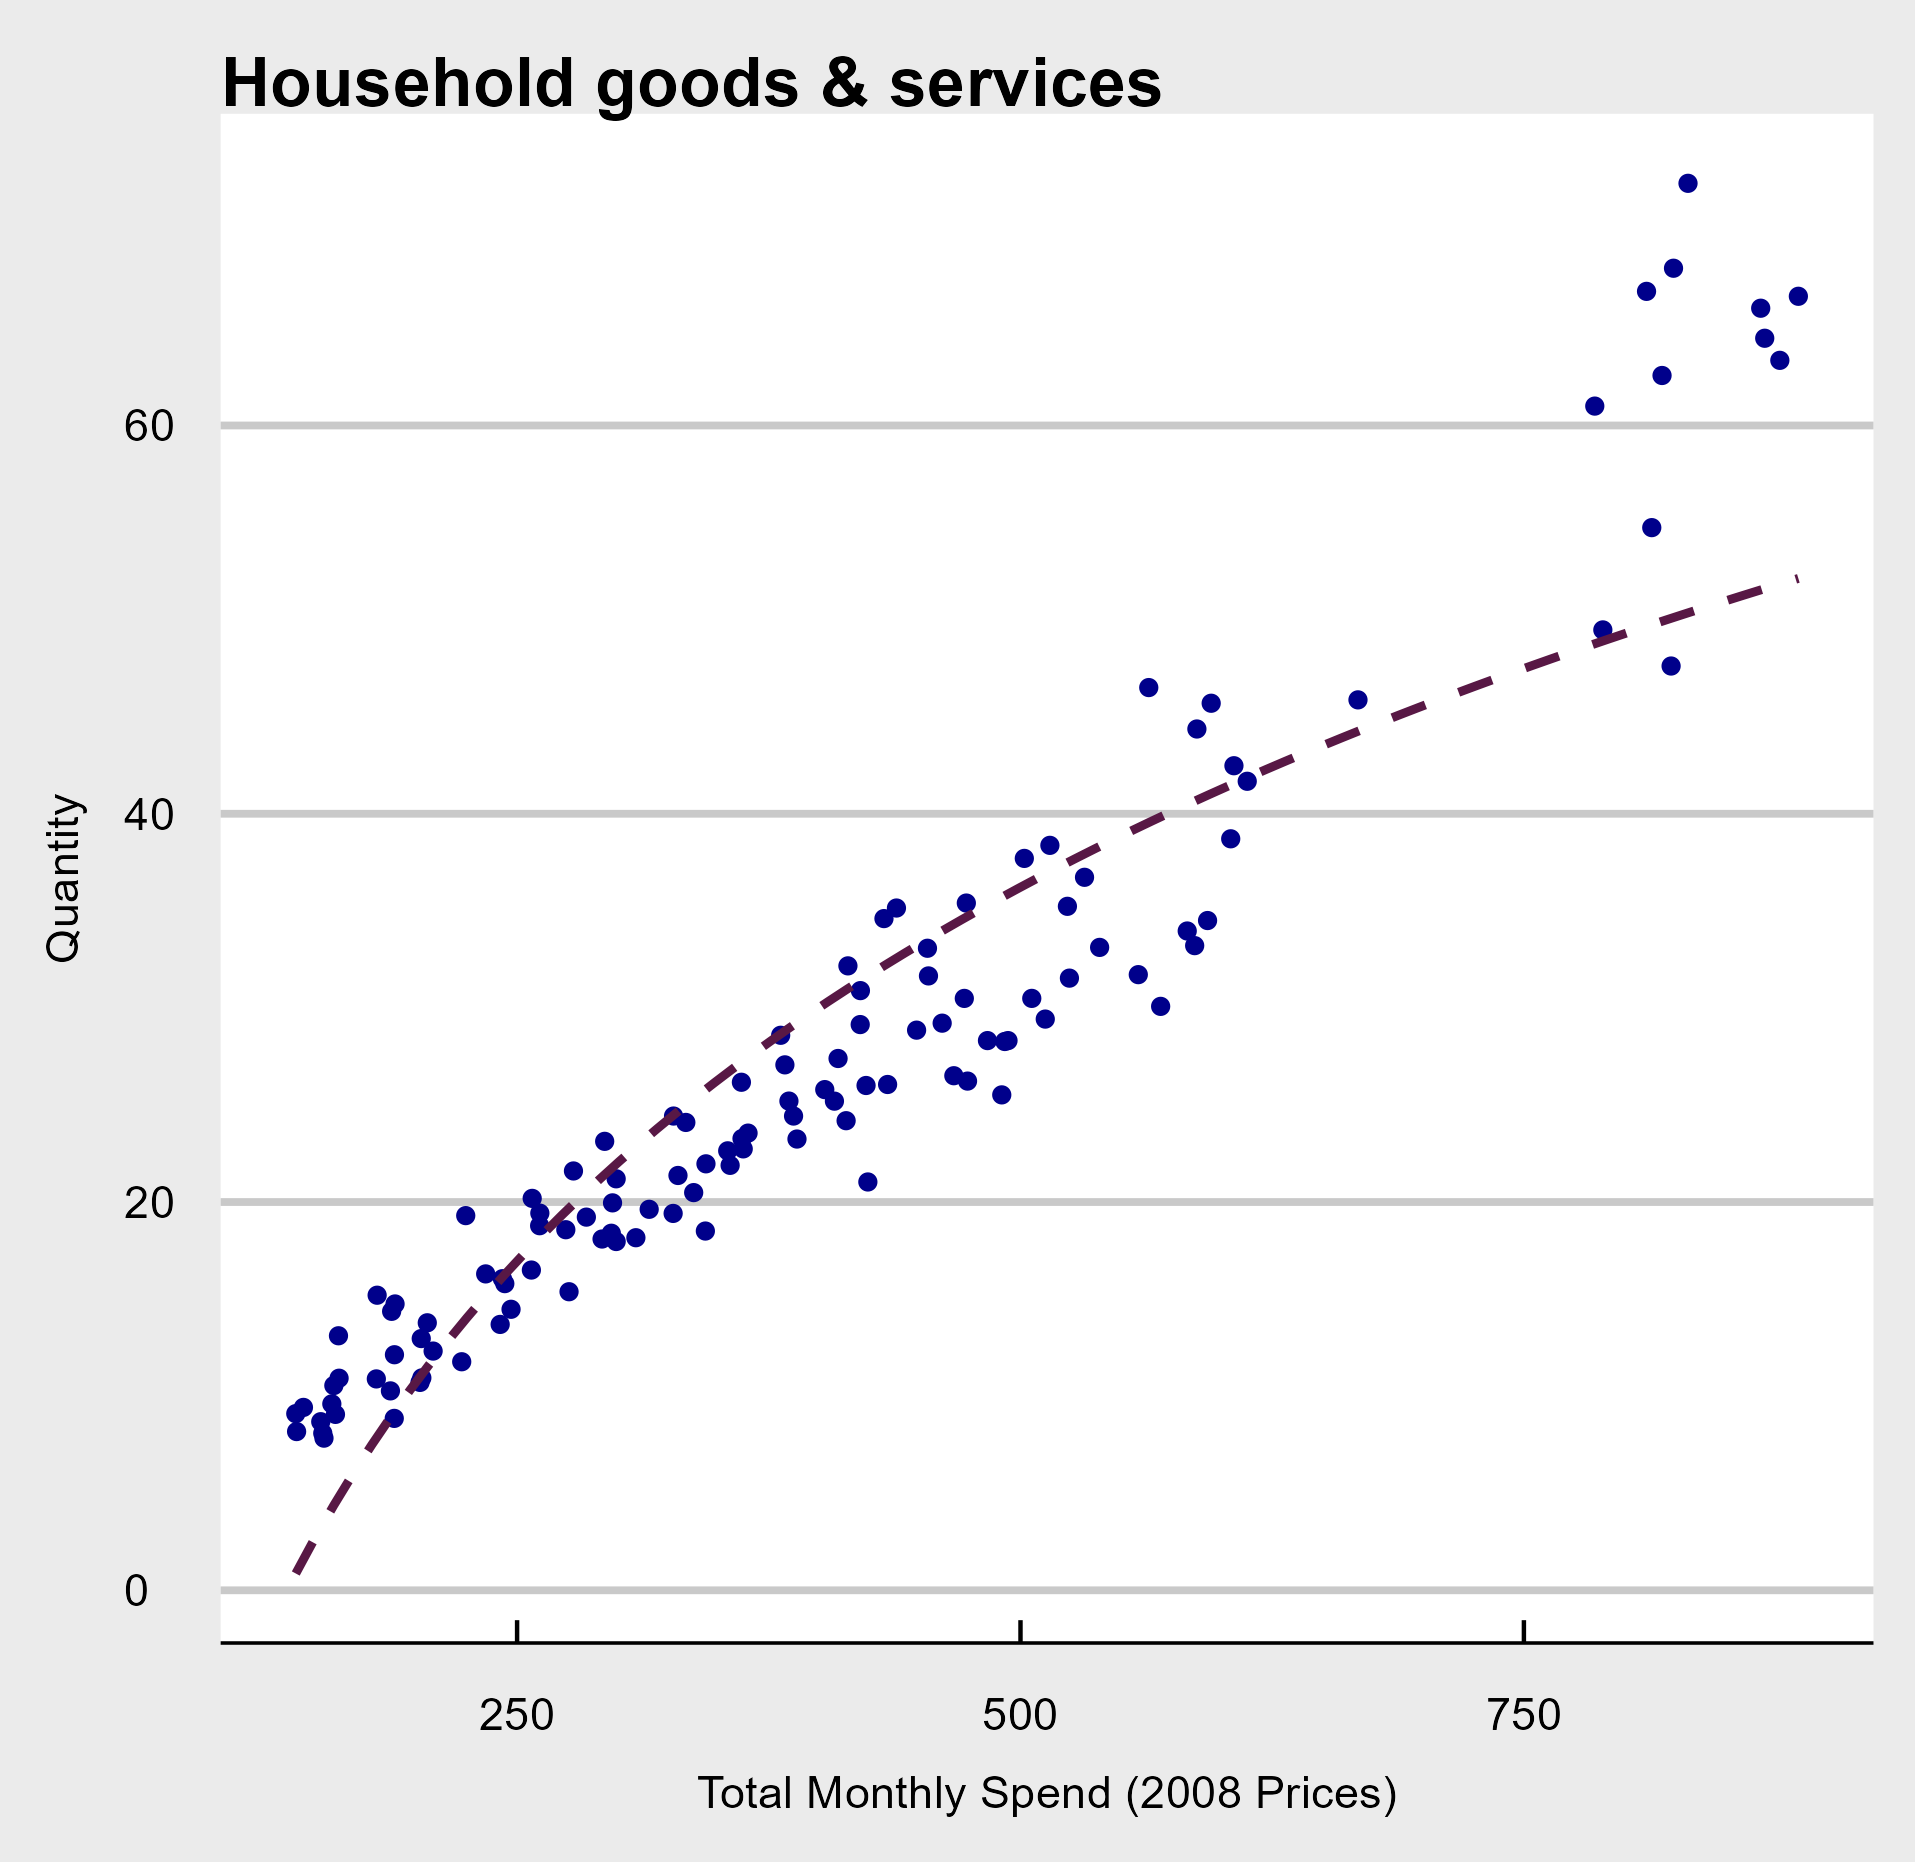 Household goods & services
60
40
20
0
Quantity
250 500 750
Total Monthly Spend (2008 Prices)